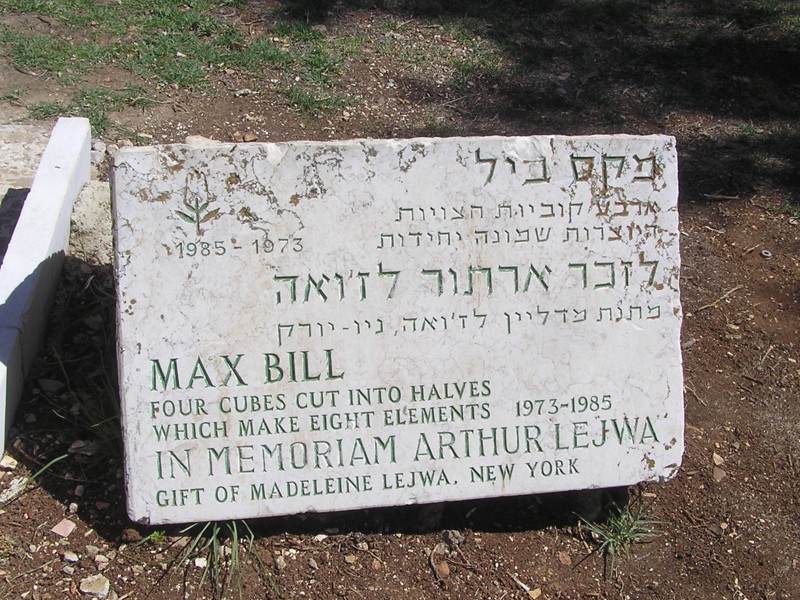 מקס ביל
ארבע קוביות חצויות
היוצרות שמונה יחידות
1985 - 1973
לזכר ארתור לז'ואה
מתנת מדליין לז'ואה, ניו-יורק
MAX BILL
FOUR CUBES CUT INTO HALVES
WHICH MAKE EIGHT ELEMENTS 1973-1985
IN MEMORIAM ARTHUR LEJWA
GIFT OF MADELEINE LEJWA. NEW YORK